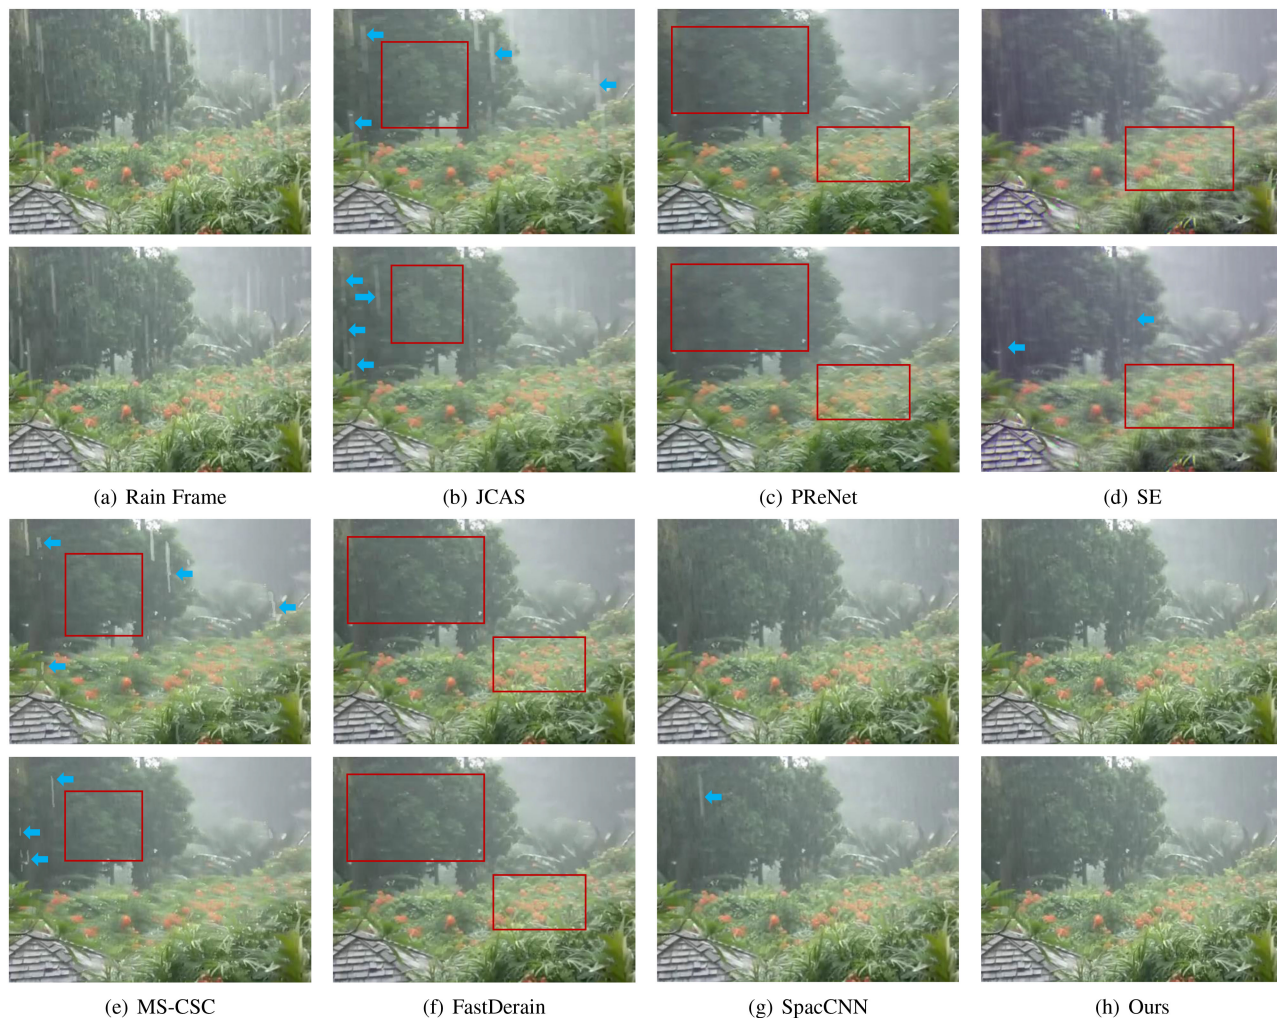 (a) Rain Frame
(b) JCAS
(c) PReNet
(d) SE
(e) MS-CSC
(f) FastDerain
(g) SpacCNN
(h) Ours